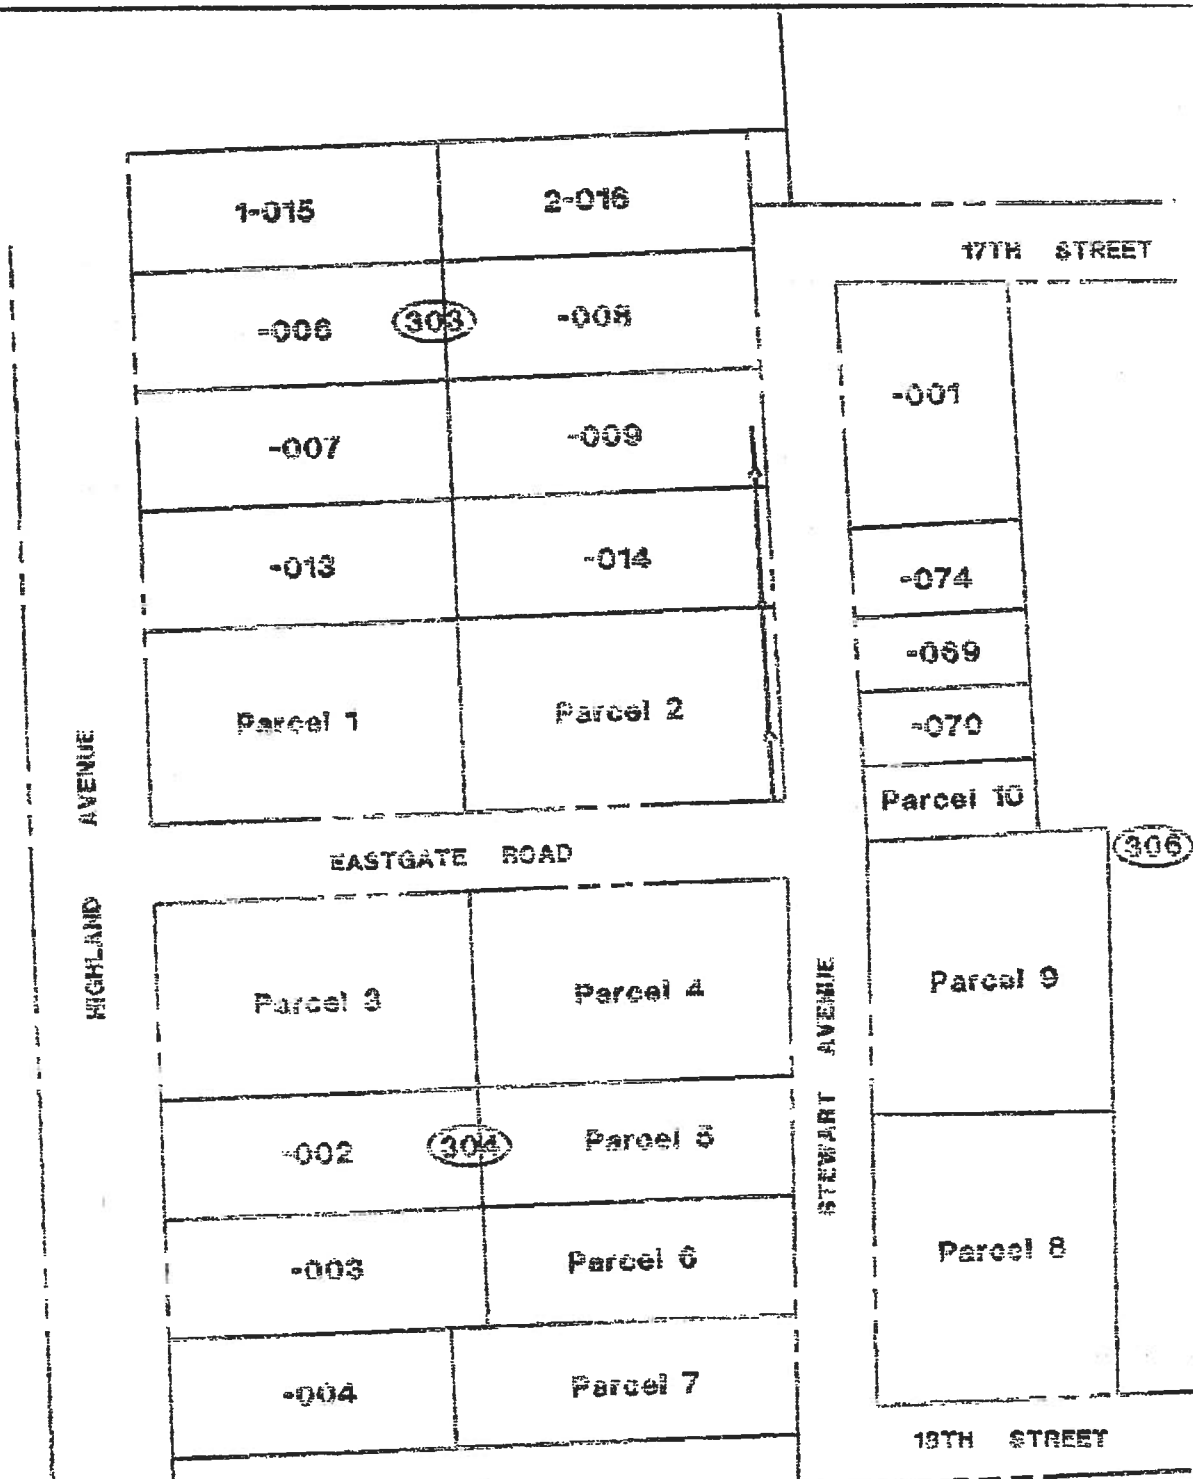 1-015
2-016
17TH STREET
-006
303
-008
-001
-007
-009
-013
-014
-074
-069
-070
Parcel 1
Parcel 2
Parcel 10
HIGHLAND AVENUE
EASTGATE ROAD
306
Parcel 3
Parcel 4
STEWART AVENUE
Parcel 9
-002
304
Parcel 5
-003
Parcel 6
Parcel 8
-004
Parcel 7
STREET